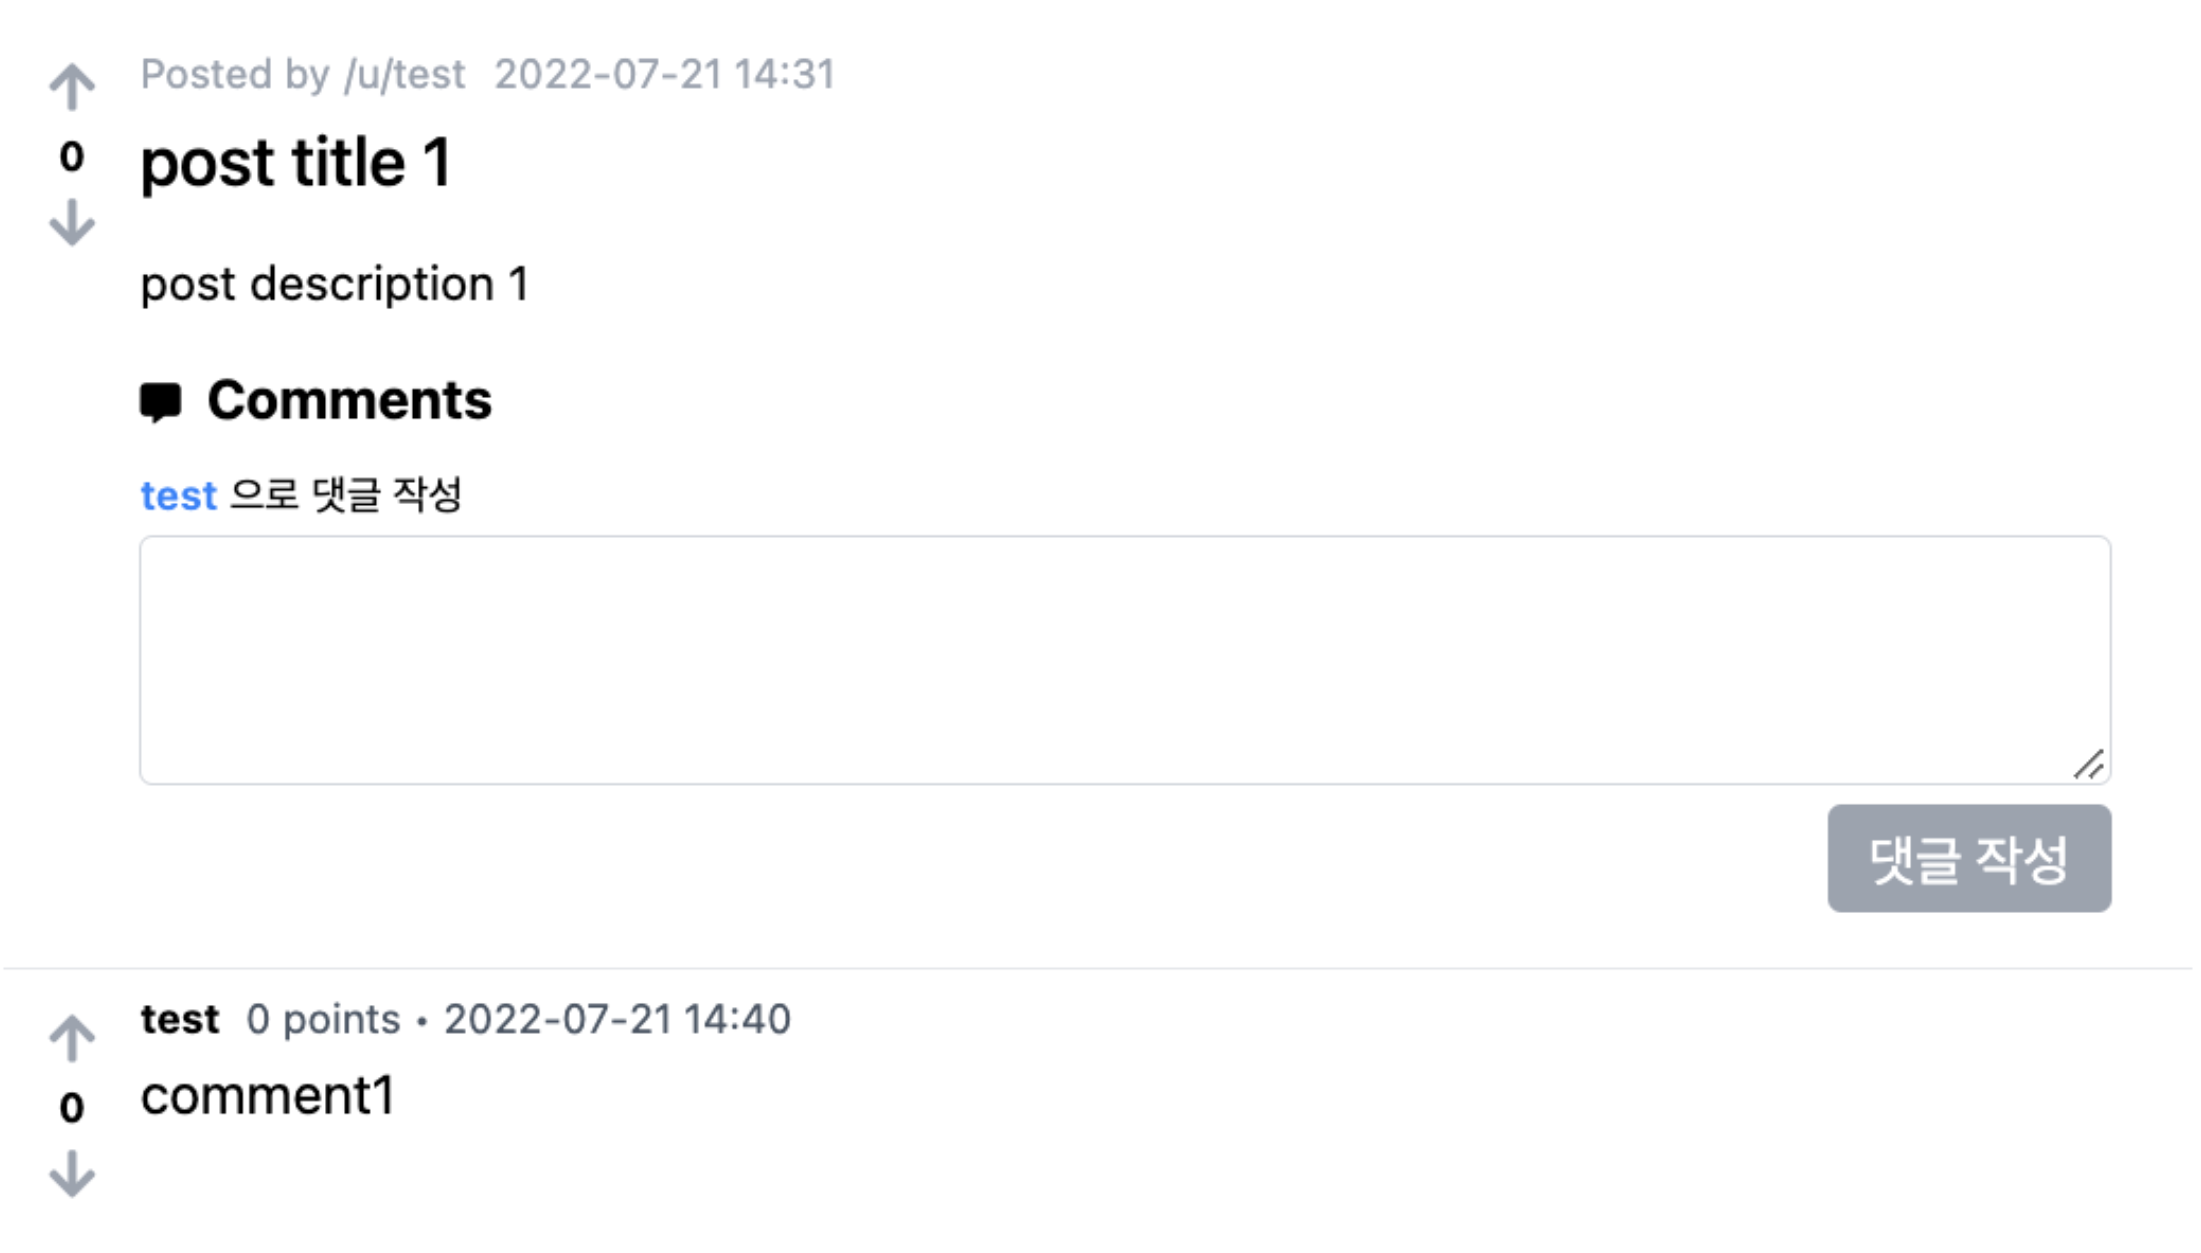 Posted by /u/test 2022-07-21 14:31
0
post title 1
post description 1
Comments
test 으로 댓글 작성
댓글 작성
test 0 points • 2022-07-21 14:40
0
comment1